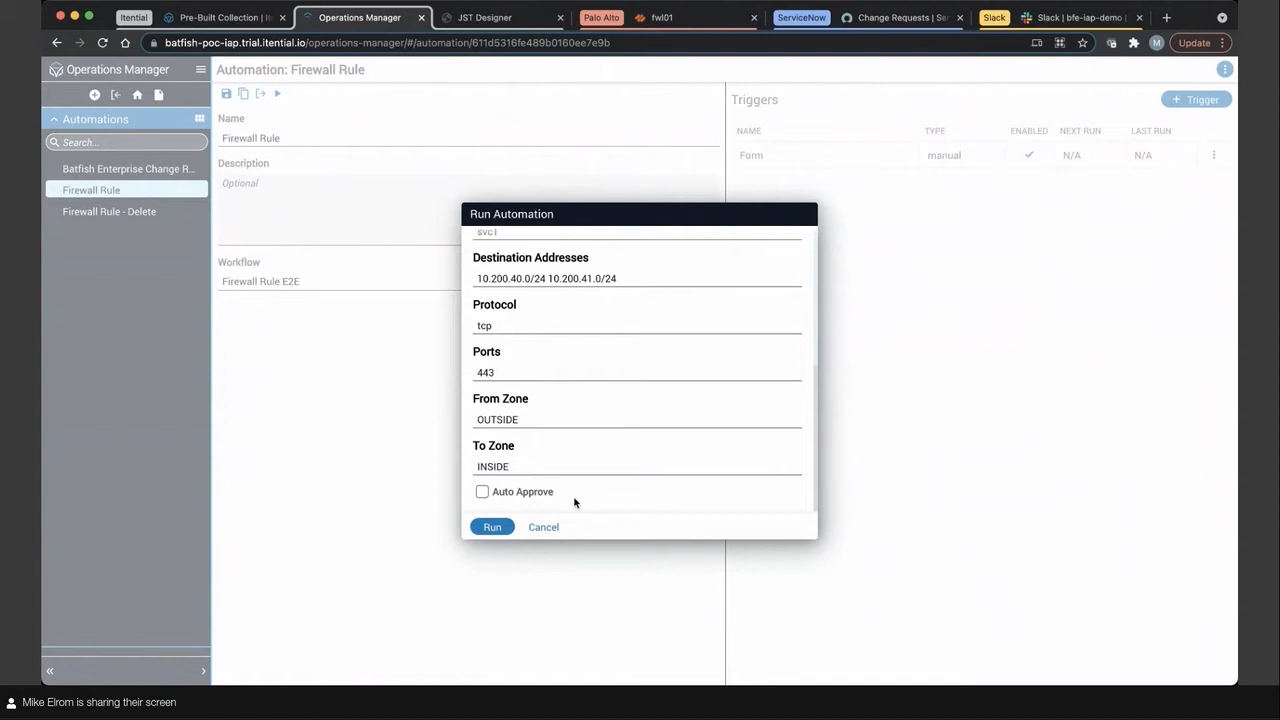 Itential
Pre-Built Collection | It
Operations Manager
JST Designer
Palo Alto
fwl01
ServiceNow
Change Requests | Ser
Slack
Slack | bfe-iap-demo |
batfish-poc-iap.trial.itential.io/operations-manager/#/automation/611d5316fe489b0160ee7e9b
M
Update
Operations Manager
Automation: Firewall Rule
Automations
Search...
Batfish Enterprise Change R...
Firewall Rule
Firewall Rule - Delete
Name
Firewall Rule
Description
Optional
Workflow
Firewall Rule E2E
Triggers
+ Trigger
NAME TYPE ENABLED NEXT RUN LAST RUN
Form manual N/A N/A
Run Automation
svc1
Destination Addresses
10.200.40.0/24 10.200.41.0/24
Protocol
tcp
Ports
443
From Zone
OUTSIDE
To Zone
INSIDE
Auto Approve
Run Cancel
Mike Elrom is sharing their screen